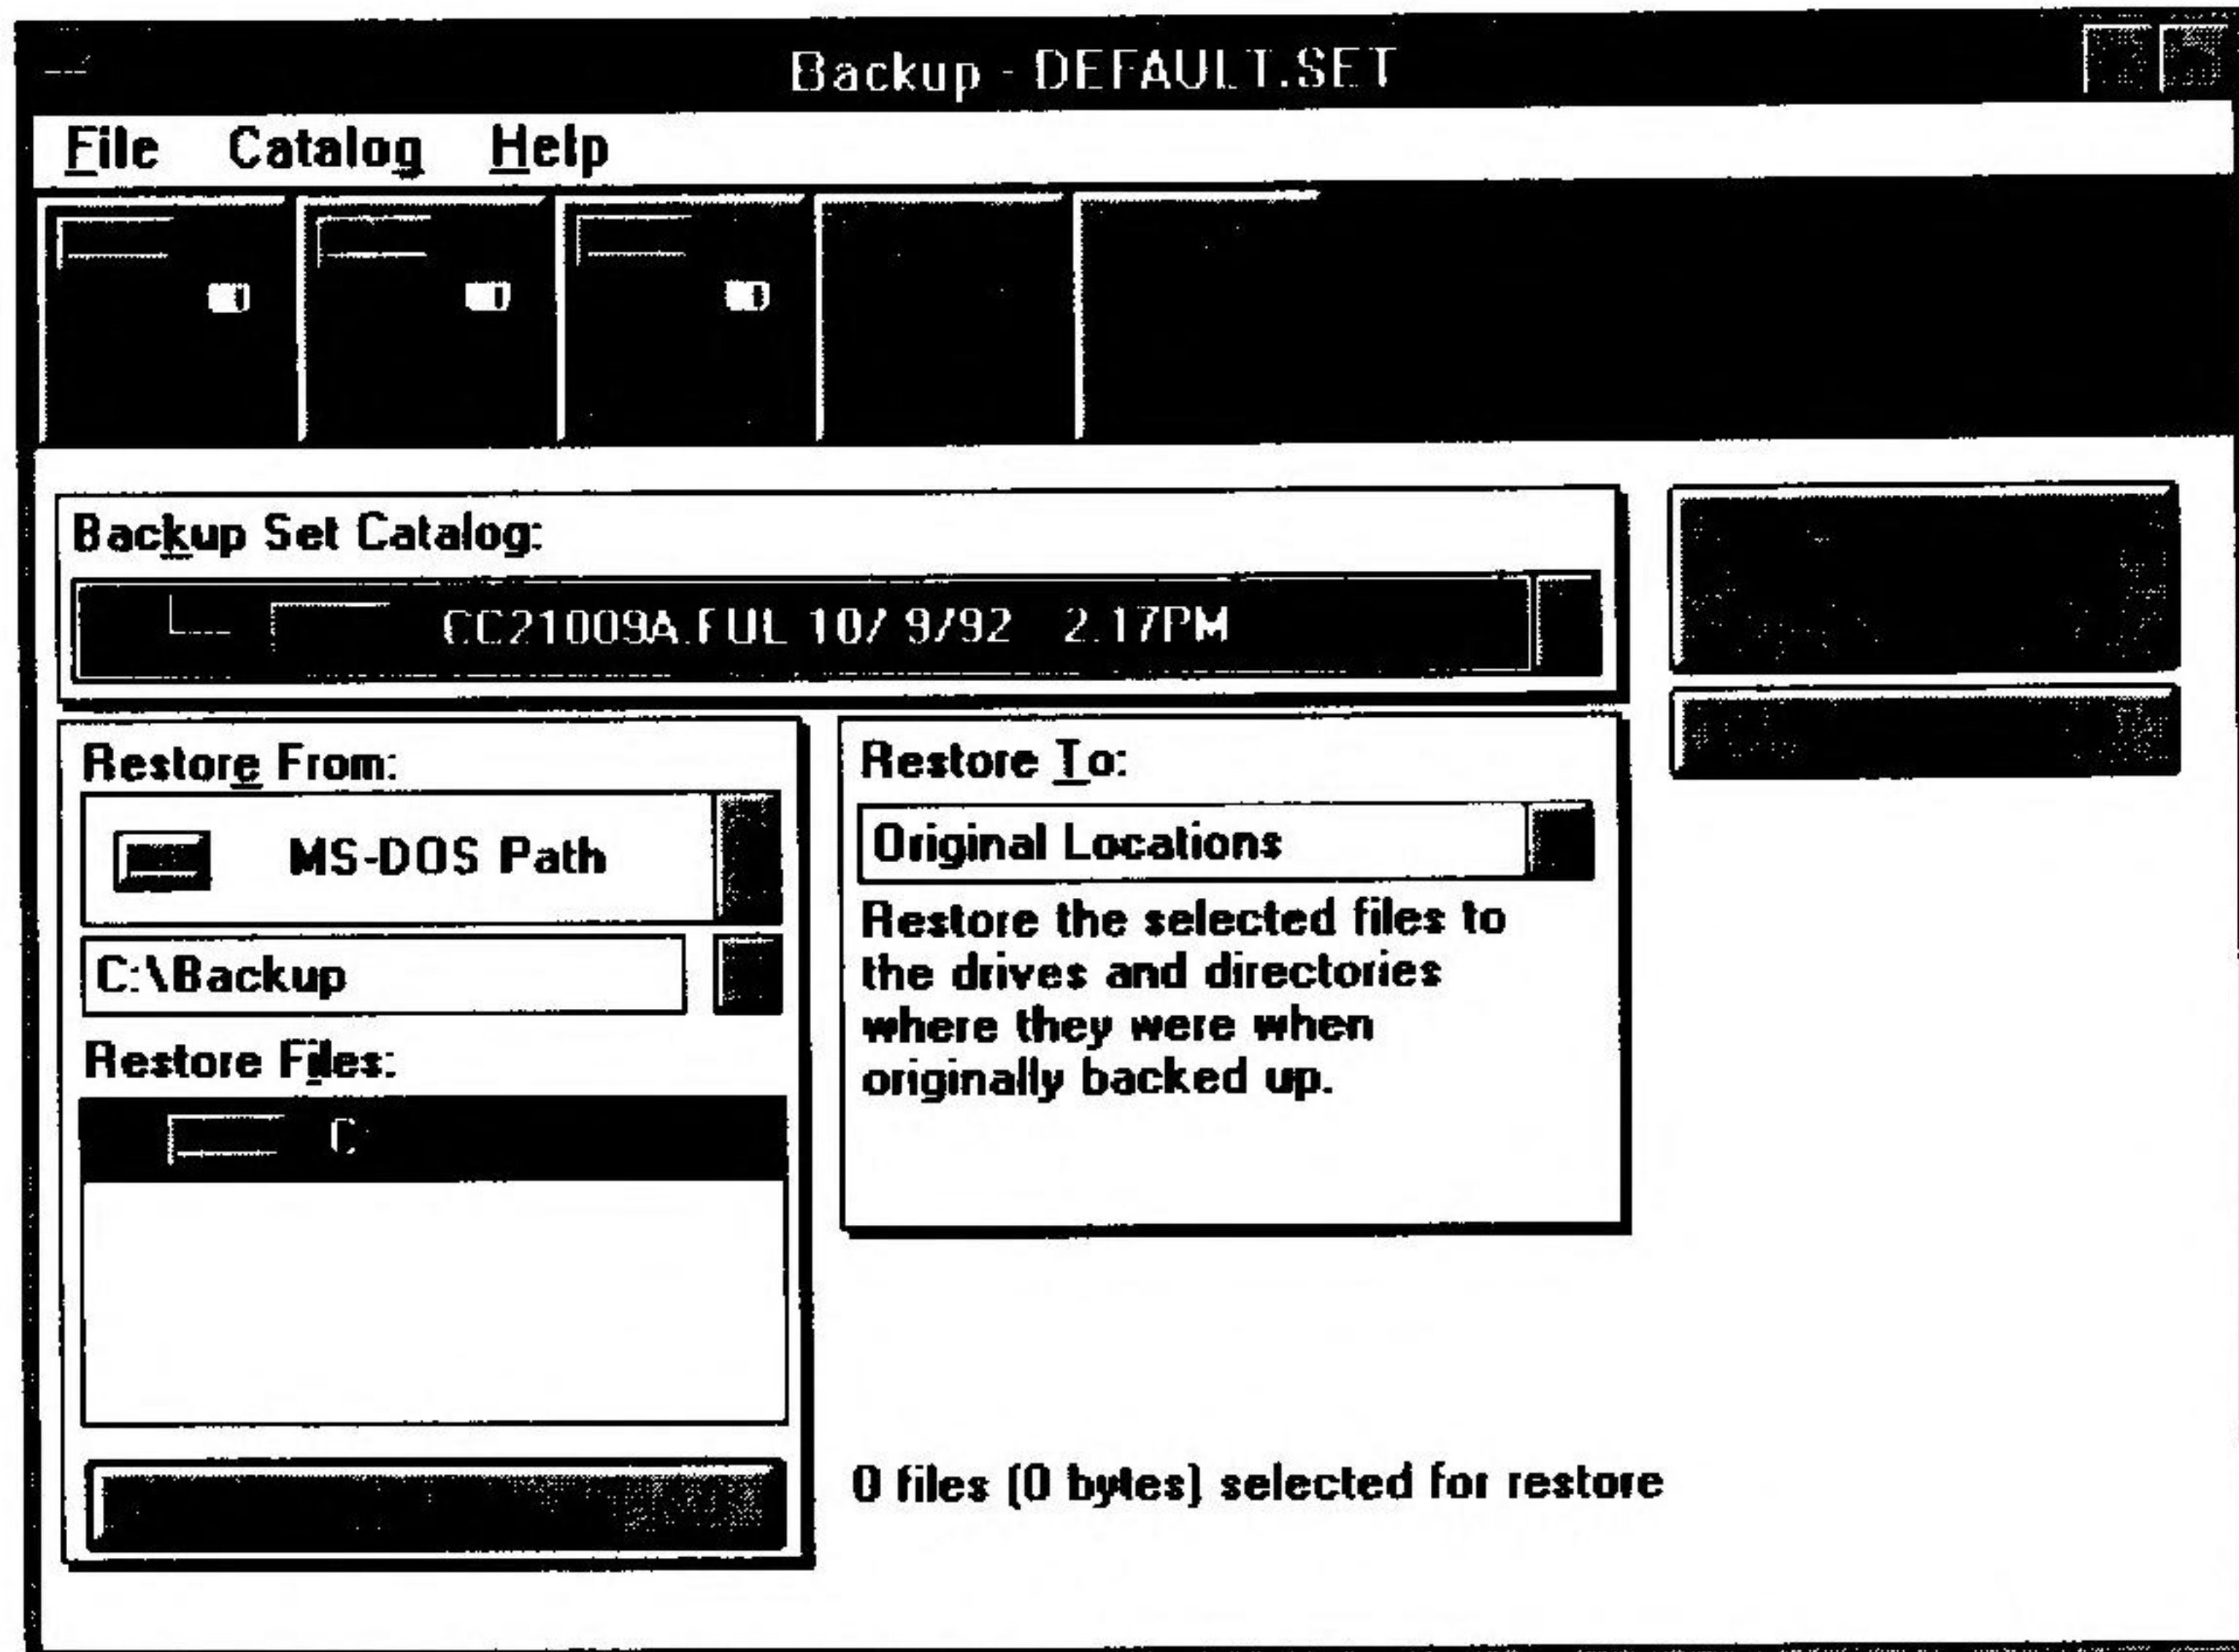 Backup - DEFAULT.SET
File Catalog Help
Backup Set Catalog:
CC21009A.FUL 10/ 9/92 2.17PM
Restore From:
MS-DOS Path
C:\Backup
Restore Files:
C
Restore To:
Original Locations
Restore the selected files to
the drives and directories
where they were when
originally backed up.
0 files (0 bytes) selected for restore